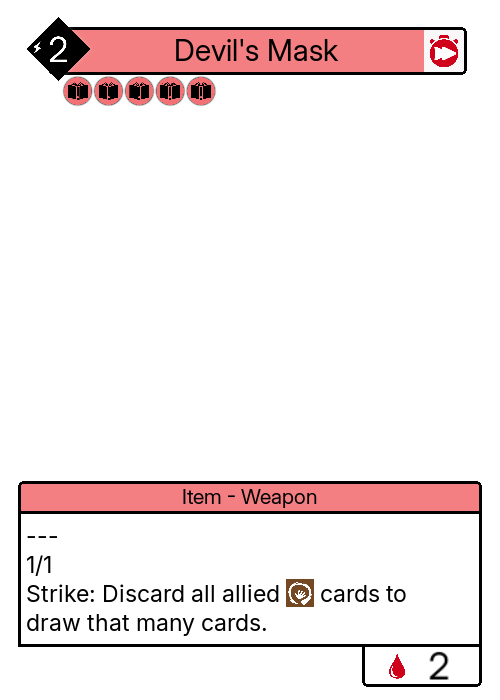 2
Devil's Mask
Item - Weapon
---
1/1
Strike: Discard all allied cards to
draw that many cards.
2